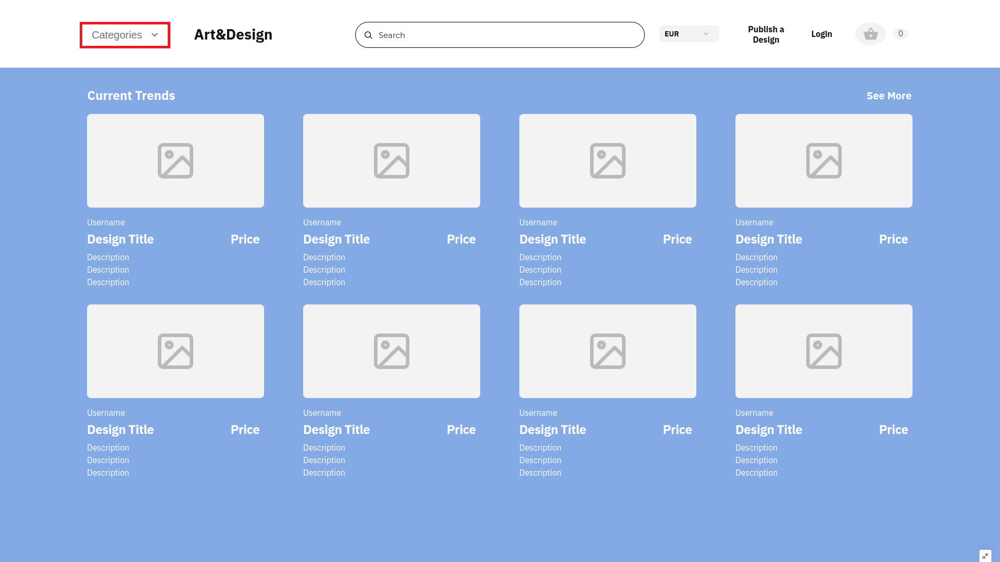 Categories
Art&Design
Search
EUR
Publish a
Design
Login
0
Current Trends
See More
Username
Design Title
Price
Description
Description
Description
Username
Design Title
Price
Description
Description
Description
Username
Design Title
Price
Description
Description
Description
Username
Design Title
Price
Description
Description
Description
Username
Design Title
Price
Description
Description
Description
Username
Design Title
Price
Description
Description
Description
Username
Design Title
Price
Description
Description
Description
Username
Design Title
Price
Description
Description
Description